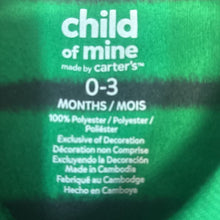 child
of mine
made by carter's™
0-3
MONTHS / MOIS
100% Polyester / Polyester /
Poliéster
Exclusive of Decoration
Décoration non Comprise
Excluyendo la Decoración
Made in Cambodia
Fabriqué au Cambodge
Hecho en Camboya